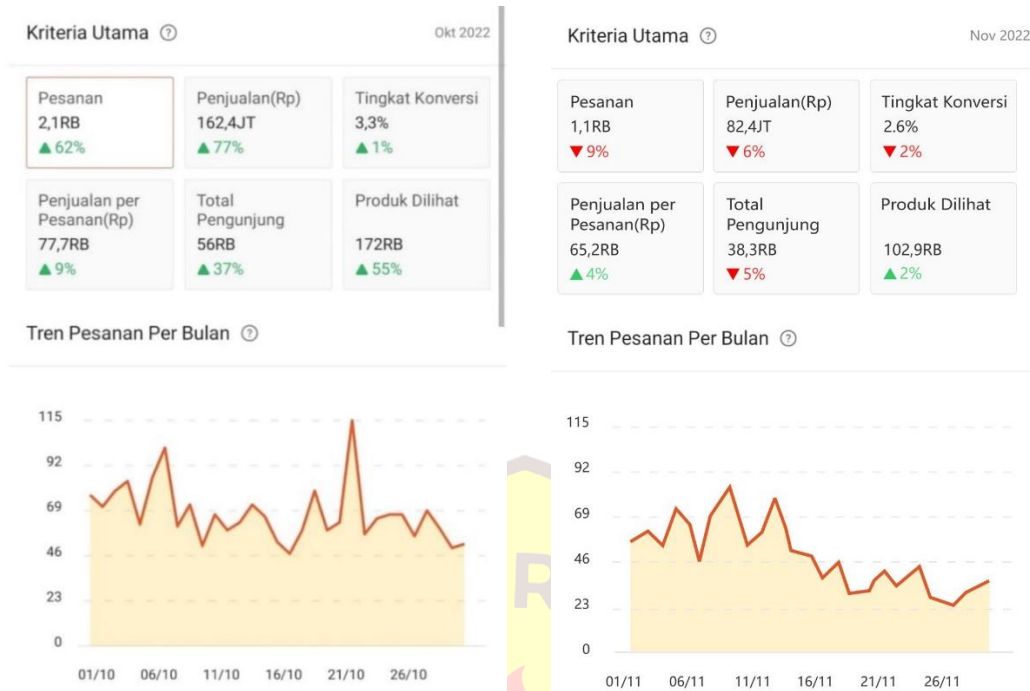 Kriteria Utama ?
Okt 2022
Pesanan
2,1RB
▲ 62%
Penjualan(Rp)
162,4JT
▲ 77%
Tingkat Konversi
3,3%
▲ 1%
Penjualan per
Pesanan(Rp)
77,7RB
▲ 9%
Total
Pengunjung
56RB
▲ 37%
Produk Dilihat
172RB
▲ 55%
Tren Pesanan Per Bulan ?
115
92
69
46
23
0
01/10 06/10 11/10 16/10 21/10 26/10
Kriteria Utama ?
Nov 2022
Pesanan
1,1RB
▼ 9%
Penjualan(Rp)
82,4JT
▼ 6%
Tingkat Konversi
2.6%
▼ 2%
Penjualan per
Pesanan(Rp)
65,2RB
▲ 4%
Total
Pengunjung
38,3RB
▼ 5%
Produk Dilihat
102,9RB
▲ 2%
Tren Pesanan Per Bulan ?
115
92
69
46
23
0
01/11 06/11 11/11 16/11 21/11 26/11
R